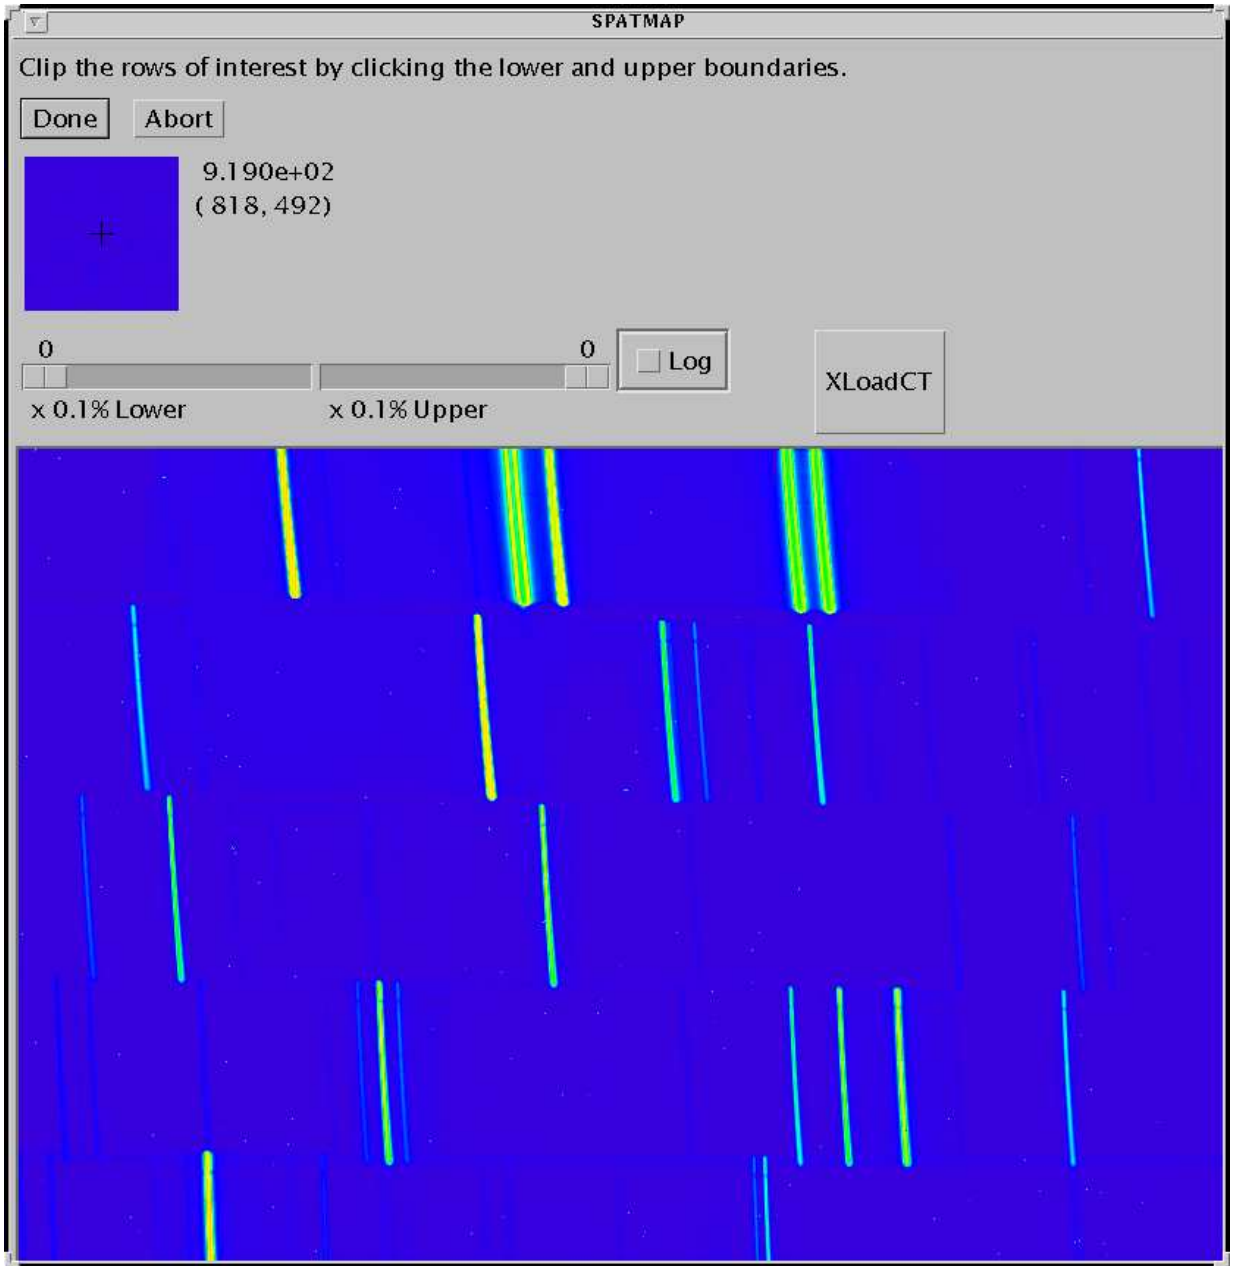 SPATMAP
Clip the rows of interest by clicking the lower and upper boundaries.
Done Abort
9.190e+02
( 818, 492)
0 0
Log
XLoadCT
x 0.1% Lower x 0.1% Upper